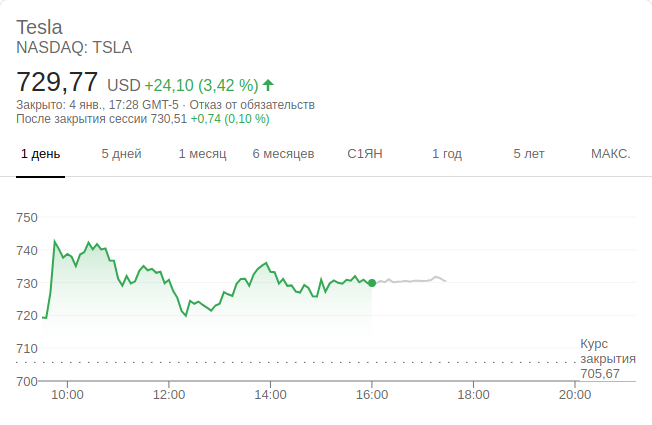 Tesla
NASDAQ: TSLA
729,77 USD +24,10 (3,42 %)
Закрыто: 4 янв., 17:28 GMT-5 · Отказ от обязательств
После закрытия сессии 730,51 +0,74 (0,10 %)
1 день 5 дней 1 месяц 6 месяцев С1ЯН 1 год 5 лет МАКС.
750
740
730
720
710
700
Курс
закрытия
705,67
10:00 12:00 14:00 16:00 18:00 20:00